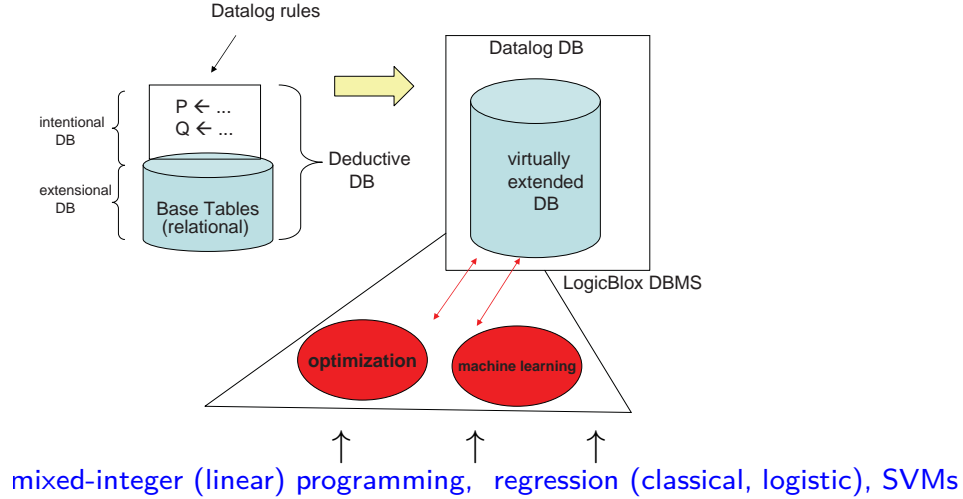 Datalog rules
P ← ...
Q ← ...
intentional
DB
extensional
DB
Base Tables
(relational)
Deductive
DB
Datalog DB
virtually
extended
DB
LogicBlox DBMS
optimization
machine learning
mixed-integer (linear) programming, regression (classical, logistic), SVMs